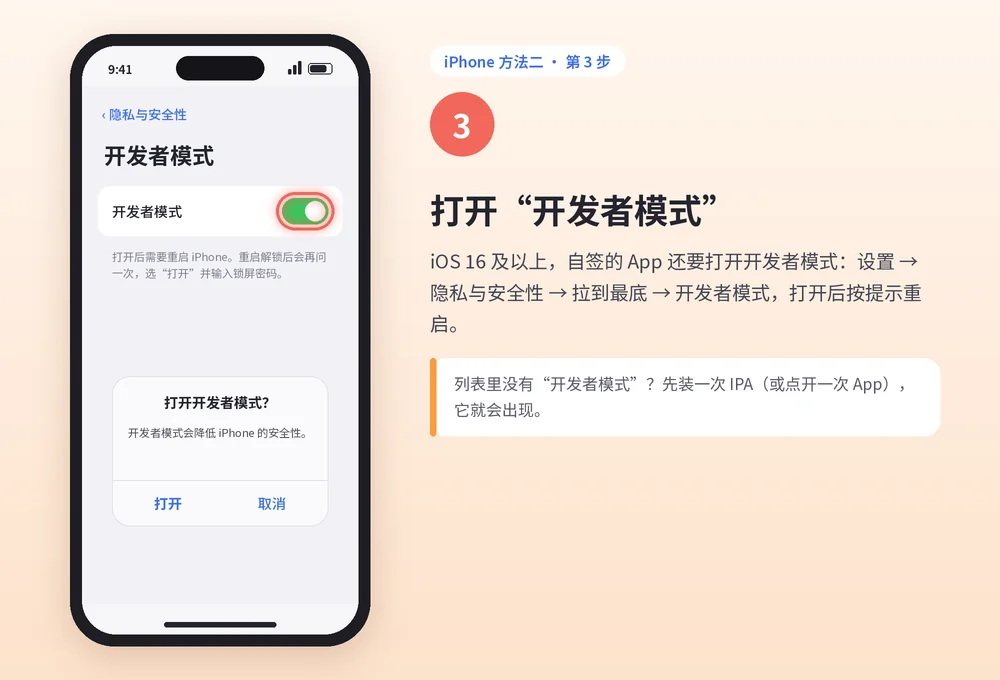 9:41
‹ 隐私与安全性
开发者模式
开发者模式
打开后需要重启 iPhone。重启解锁后会再问
一次，选“打开”并输入锁屏密码。
打开开发者模式？
开发者模式会降低 iPhone 的安全性。
打开
取消
iPhone 方法二 · 第 3 步
3
打开“开发者模式”
iOS 16 及以上，自签的 App 还要打开开发者模式：设置 →
隐私与安全性 → 拉到最底 → 开发者模式，打开后按提示重
启。
列表里没有“开发者模式”？先装一次 IPA（或点开一次 App），
它就会出现。